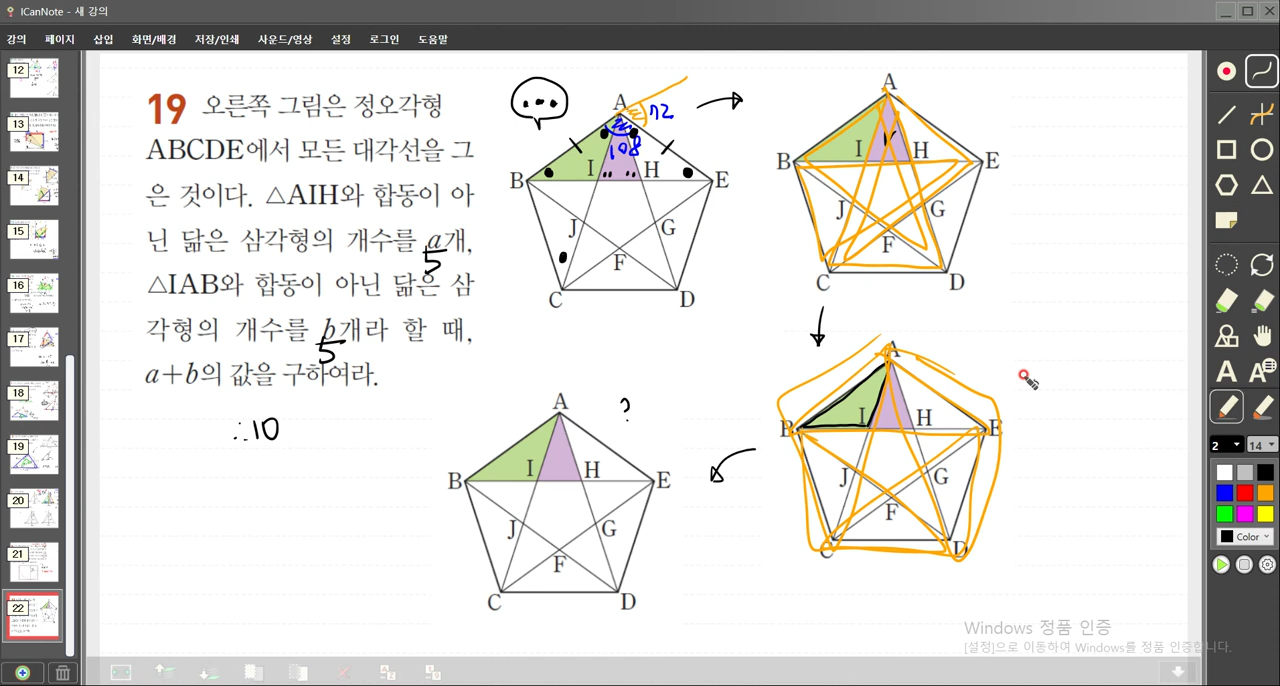 ICanNote - 새 강의
강의 페이지 삽입 화면/배경 저장/인쇄 사운드/영상 설정 로그인 도움말
12
13
14
15
16
17
18
19
20
21
22
19 오른쪽 그림은 정오각형
ABCDE에서 모든 대각선을 그
은 것이다. △AIH와 합동이 아
닌 닮은 삼각형의 개수를 a개,
5
△IAB와 합동이 아닌 닮은 삼
각형의 개수를 b개라 할 때,
5
a+b의 값을 구하여라.
∴10
A
72
108
B I H E
J G
F
C D
A
B I H E
J G
F
C D
A
B I H E
J G
F
C D
A ?
B I H E
J G
F
C D
A A
2 14
Color
Windows 정품 인증
[설정]으로 이동하여 Windows를 정품 인증합니다.